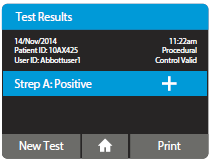 Test Results
14/Nov/2014 11:22am
Patient ID: 10AX425 Procedural
User ID: Abbottuser1 Control Valid
Strep A: Positive +
New Test Print